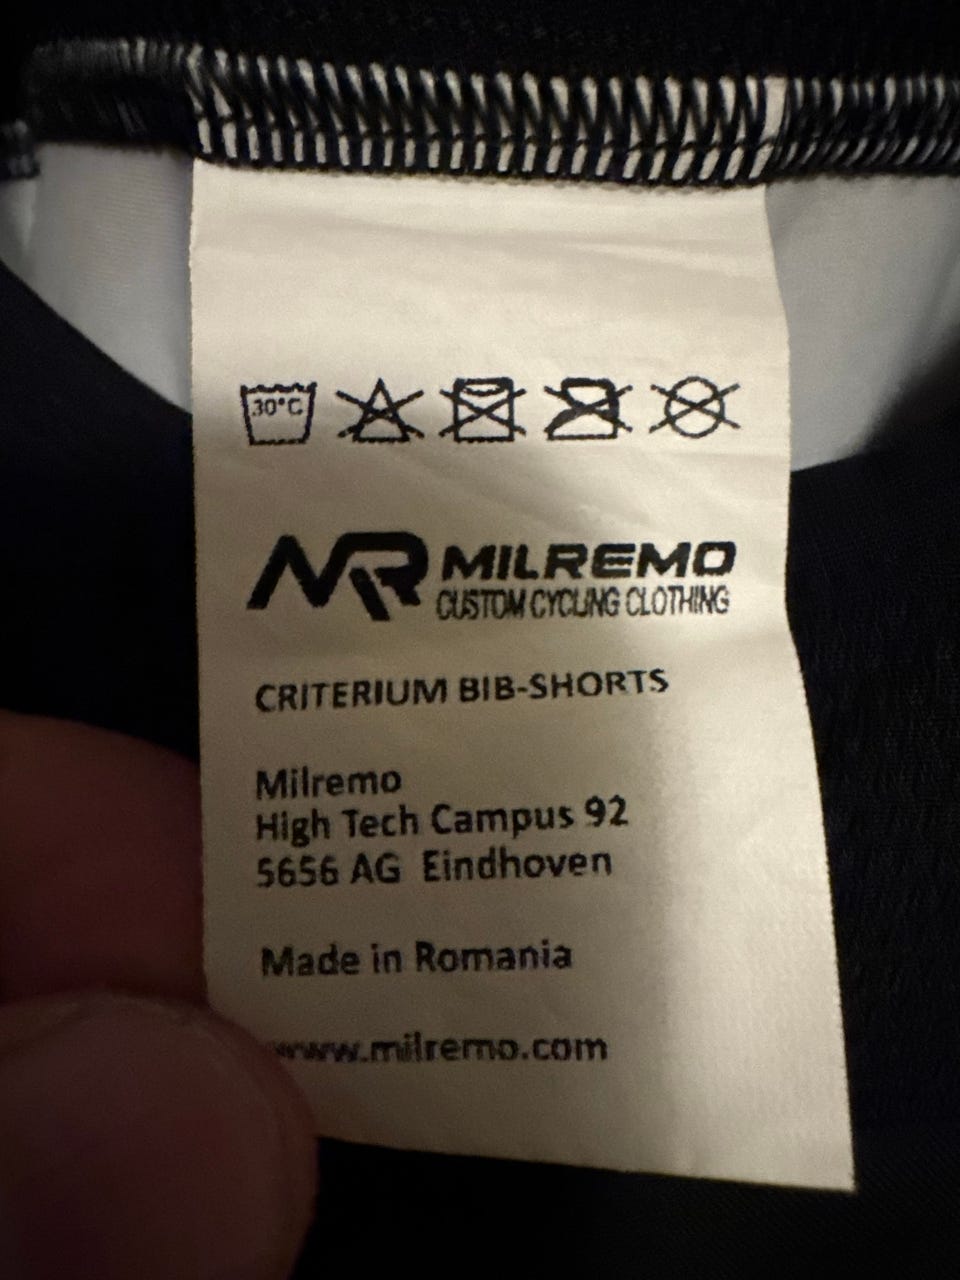 30°C
MR MILREMO
CUSTOM CYCLING CLOTHING
CRITERIUM BIB-SHORTS
Milremo
High Tech Campus 92
5656 AG Eindhoven
Made in Romania
www.milremo.com